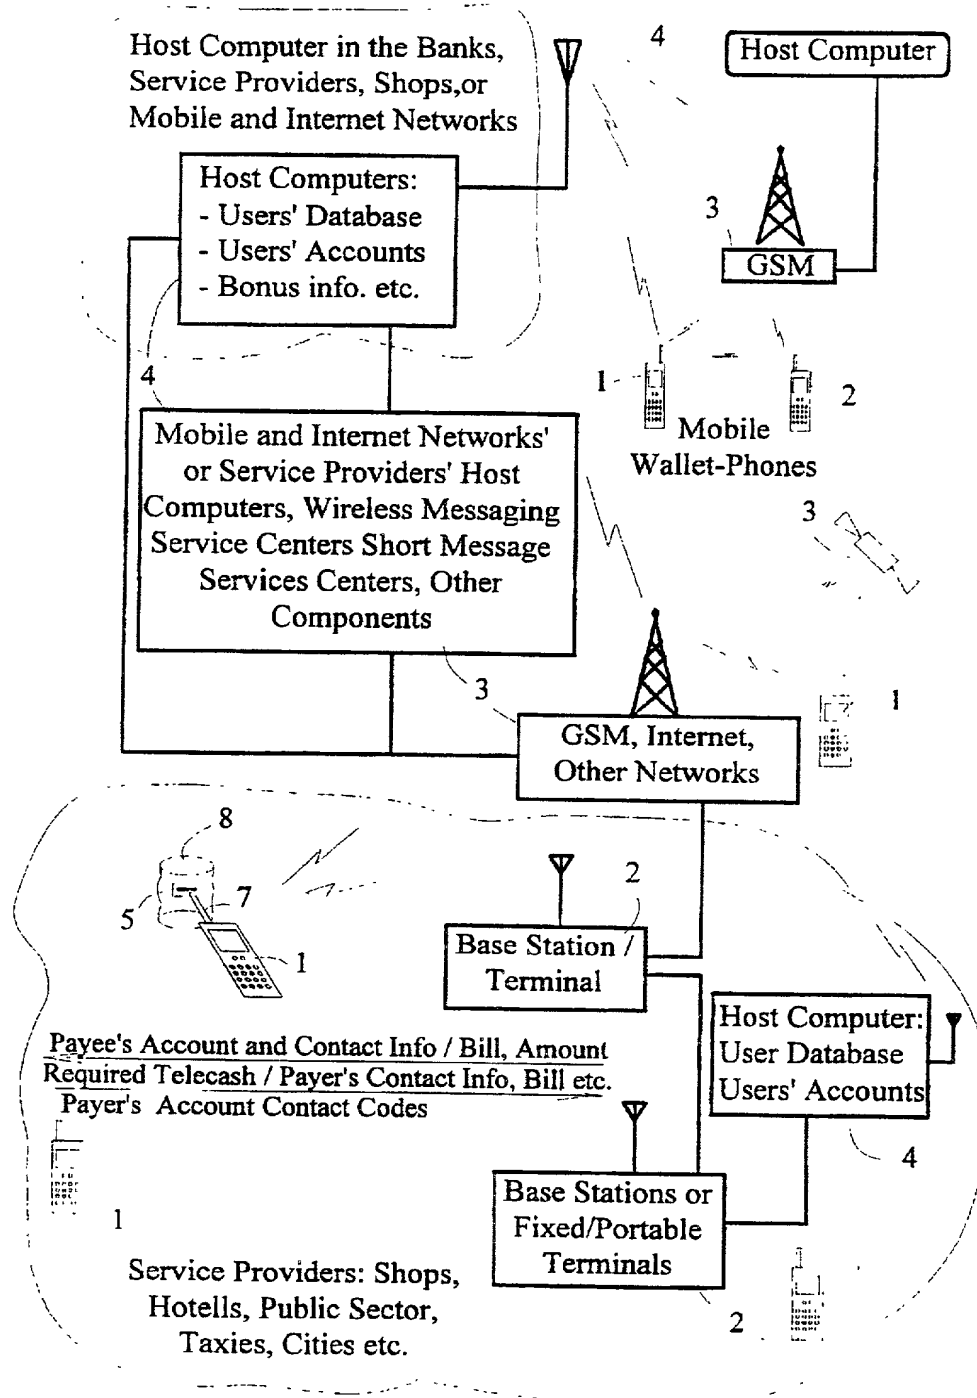 Host Computer in the Banks,
Service Providers, Shops,or
Mobile and Internet Networks
4
Host Computer
Host Computers:
- Users' Database
- Users' Accounts
- Bonus info. etc.
3
GSM
4
1
2
Mobile
Wallet-Phones
Mobile and Internet Networks'
or Service Providers' Host
Computers, Wireless Messaging
Service Centers Short Message
Services Centers, Other
Components
3
3
1
GSM, Internet,
Other Networks
8
5
7
1
2
Base Station /
Terminal
Host Computer:
User Database
Users' Accounts
Payee's Account and Contact Info / Bill, Amount
Required Telecash / Payer's Contact Info, Bill etc.
Payer's Account Contact Codes
4
1
Base Stations or
Fixed/Portable
Terminals
2
Service Providers: Shops,
Hotells, Public Sector,
Taxies, Cities etc.